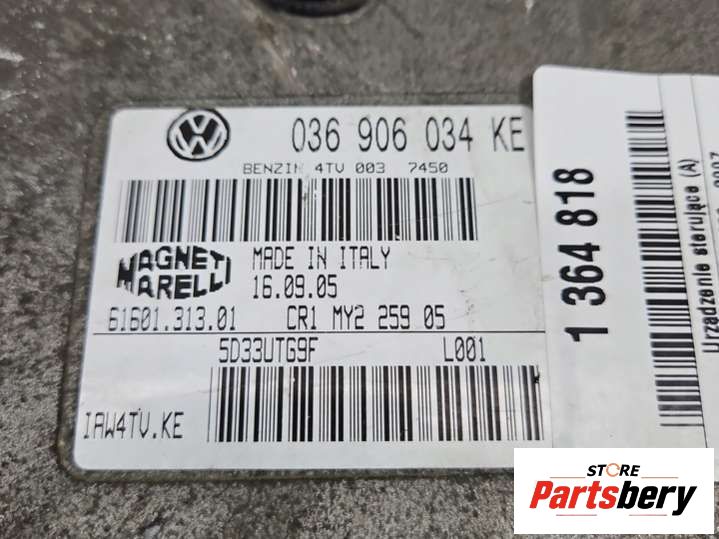 036 906 034 KE
BENZIN 4TV 003 7450
MAGNETI
MARELLI
MADE IN ITALY
16.09.05
61601.313.01 CR1 MY2 259 05
5D33UTG9F L001
IAW4TV.KE
1 364 818
Urządzenie sterujące (A)
STORE
Partsbery